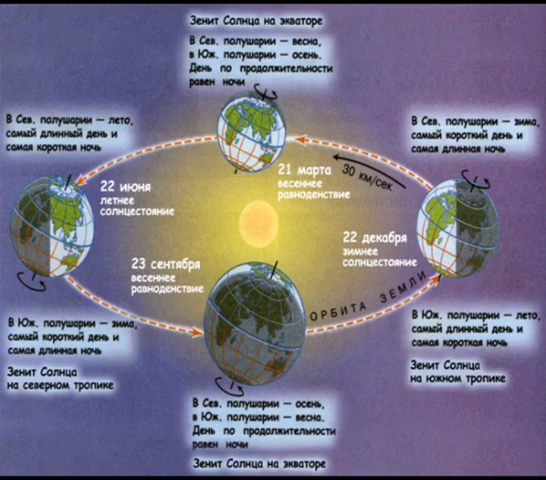 Зенит Солнца на экваторе
В Сев. полушарии — весна,
в Юж. полушарии — осень.
День по продолжительности
равен ночи
В Сев. полушарии — лето,
самый длинный день и
самая короткая ночь
В Сев. полушарии — зима,
самый короткий день и
самая длинная ночь
21 марта
весеннее
равноденствие
30 км/сек
22 июня
летнее
солнцестояние
22 декабря
зимнее
солнцестояние
23 сентября
весеннее
равноденствие
ОРБИТА ЗЕМЛИ
В Юж. полушарии — зима,
самый короткий день и
самая длинная ночь
Зенит Солнца
на северном тропике
В Юж. полушарии — лето,
самый длинный день и
самая короткая ночь
Зенит Солнца
на южном тропике
В Сев. полушарии — осень,
в Юж. полушарии — весна.
День по продолжительности
равен ночи
Зенит Солнца на экваторе